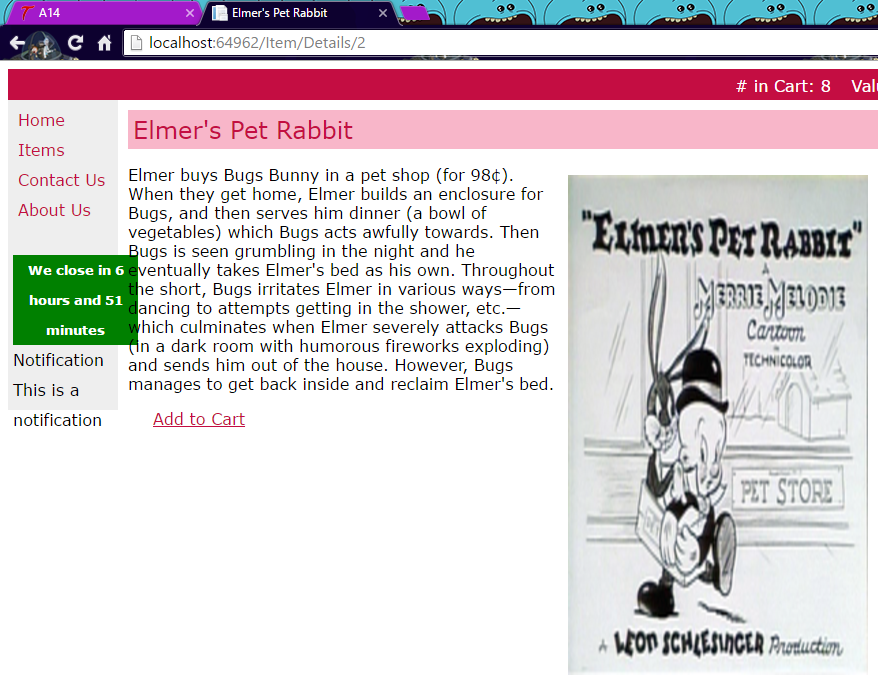 A14
Elmer's Pet Rabbit
localhost:64962/Item/Details/2
# in Cart: 8
Home
Items
Contact Us
About Us
We close in 6
hours and 51
minutes
Notification
This is a
notification
Elmer's Pet Rabbit
Elmer buys Bugs Bunny in a pet shop (for 98¢).
When they get home, Elmer builds an enclosure for
Bugs, and then serves him dinner (a bowl of
vegetables) which Bugs acts awfully towards. Then
Bugs is seen grumbling in the night and he
eventually takes Elmer's bed as his own. Throughout
the short, Bugs irritates Elmer in various ways—from
dancing to attempts getting in the shower, etc.—
which culminates when Elmer severely attacks Bugs
(in a dark room with humorous fireworks exploding)
and sends him out of the house. However, Bugs
manages to get back inside and reclaim Elmer's bed.
Add to Cart
"ELMER'S PET RABBIT"
A
MERRIE MELODIE
Cartoon
IN
TECHNICOLOR
PET STORE
A LEON SCHLESINGER Production